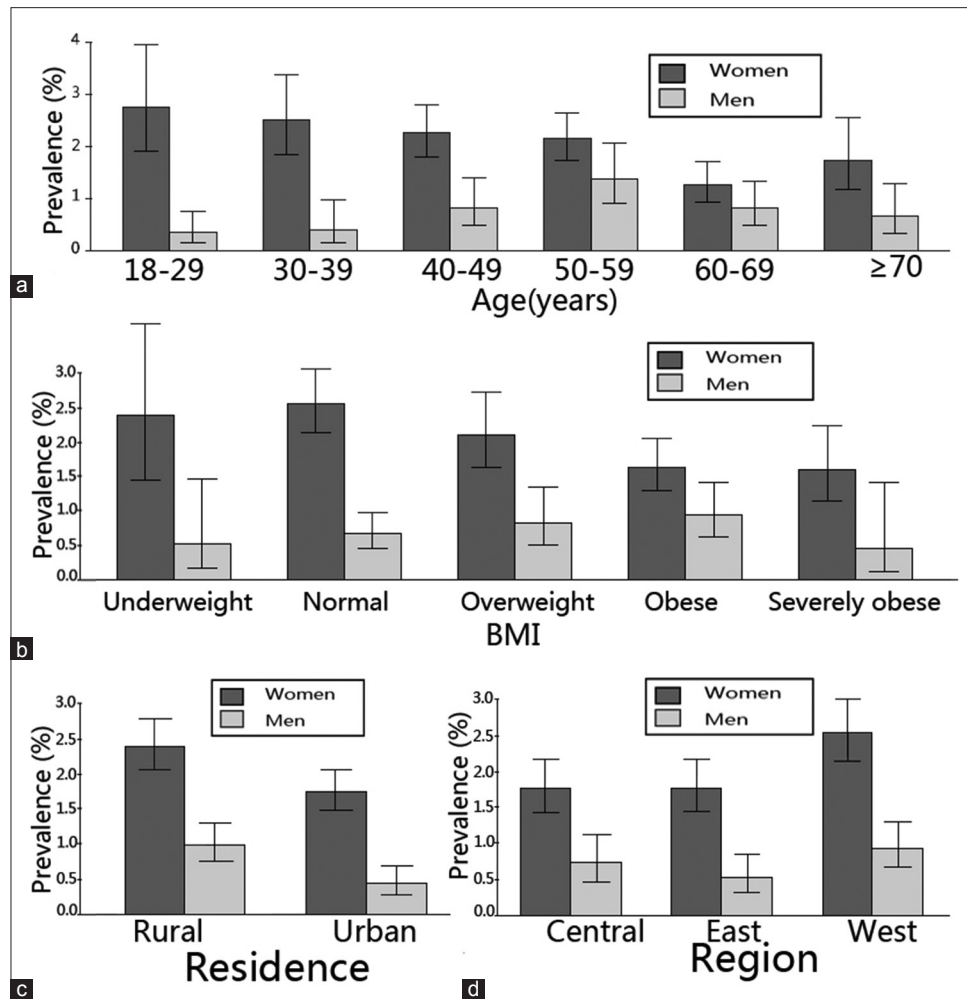 4
3
2
1
0
Prevalence (%)
Women
Men
18-29 30-39 40-49 50-59 60-69 ≥70
Age(years)
a
3.0
2.5
2.0
1.5
1.0
0.5
0.0
Prevalence (%)
Women
Men
Underweight Normal Overweight Obese Severely obese
BMI
b
3.0
2.5
2.0
1.5
1.0
0.5
0.0
Prevalence (%)
Women
Men
Rural Urban
Residence
c
3.0
2.5
2.0
1.5
1.0
0.5
0.0
Prevalence (%)
Women
Men
Central East West
Region
d